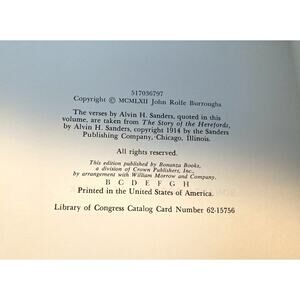 517036797
Copyright © MCMLXII John Rolfe Burroughs
The verses by Alvin H. Sanders, quoted in this
volume, are taken from The Story of the Herefords,
by Alvin H. Sanders, copyright 1914 by the Sanders
Publishing Company, Chicago, Illinois.
All rights reserved.
This edition published by Bonanza Books,
a division of Crown Publishers, Inc.,
by arrangement with William Morrow and Company.
B C D E F G H
Printed in the United States of America.
Library of Congress Catalog Card Number 62-15756